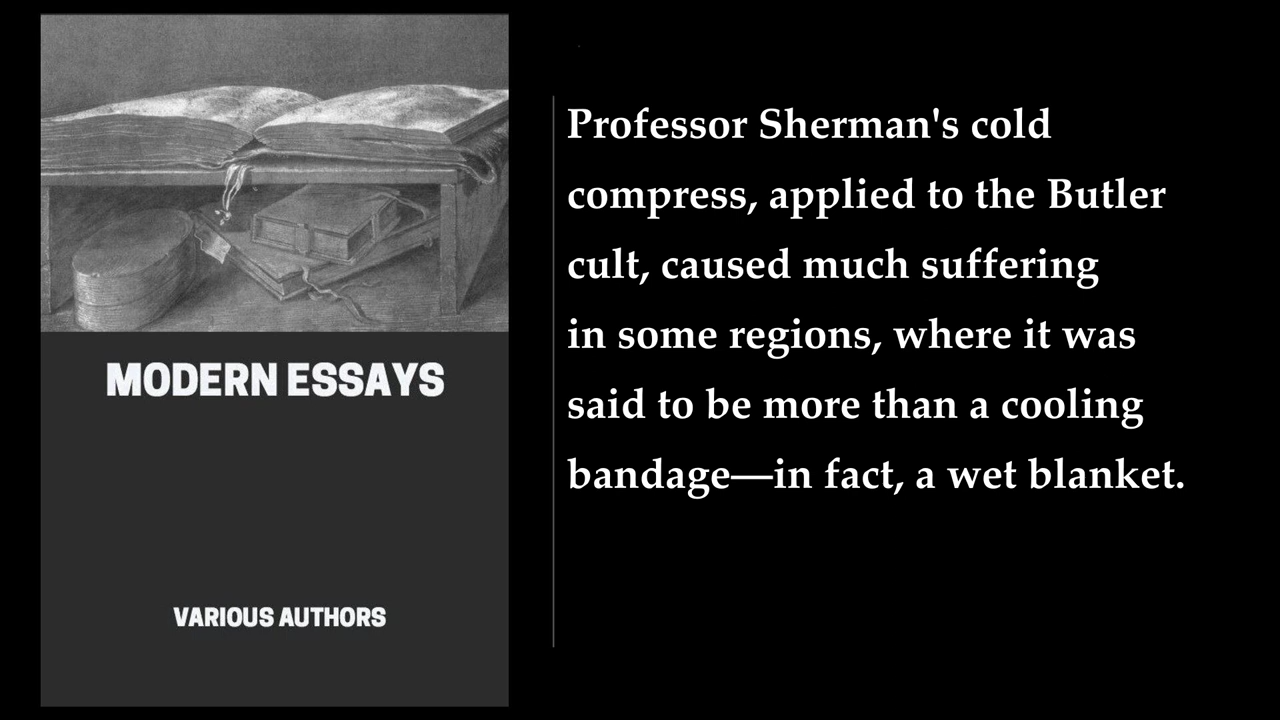 MODERN ESSAYS
VARIOUS AUTHORS
Professor Sherman's cold
compress, applied to the Butler
cult, caused much suffering
in some regions, where it was
said to be more than a cooling
bandage—in fact, a wet blanket.